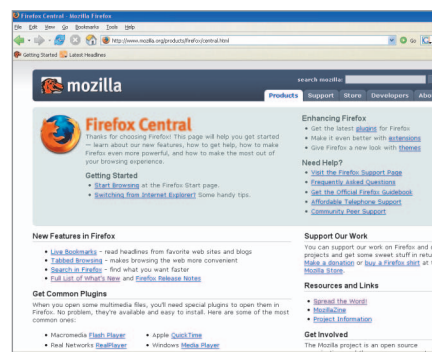 Firefox Central - Mozilla Firefox
File Edit View Go Bookmarks Tools Help
http://www.mozilla.org/products/firefox/central.html
Go
Getting Started Latest Headlines
mozilla
search mozilla:
Products Support Store Developers Abo
Firefox Central
Thanks for choosing Firefox! This page will help you get started
— learn about our new features, how to get help, how to make
Firefox even more powerful, and how to make the most out of
your browsing experience.
Getting Started
• Start Browsing at the Firefox Start page.
• Switching from Internet Explorer? Some handy tips.
Enhancing Firefox
• Get the latest plugins for Firefox
• Make it even better with extensions
• Give Firefox a new look with themes
Need Help?
• Visit the Firefox Support Page
• Frequently Asked Questions
• Get the Official Firefox Guidebook
• Affordable Telephone Support
• Community Peer Support
New Features in Firefox
• Live Bookmarks - read headlines from favorite web sites and blogs
• Tabbed Browsing - makes browsing the web more convenient
• Search in Firefox - find what you want faster
• Full List of What's New and Firefox Release Notes
Get Common Plugins
When you open some multimedia files, you'll need special plugins to open them in
Firefox. No problem, they're available and easy to install. Here are some of the most
common ones:
• Macromedia Flash Player
• Real Networks RealPlayer
• Apple QuickTime
• Windows Media Player
Support Our Work
You can support our work on Firefox and o
projects and get some sweet stuff in retu
Make a donation or buy a Firefox shirt at t
Mozilla Store.
Resources and Links
• Spread the Word!
• MozillaZine
• Project Information
Get Involved
The Mozilla project is an open source